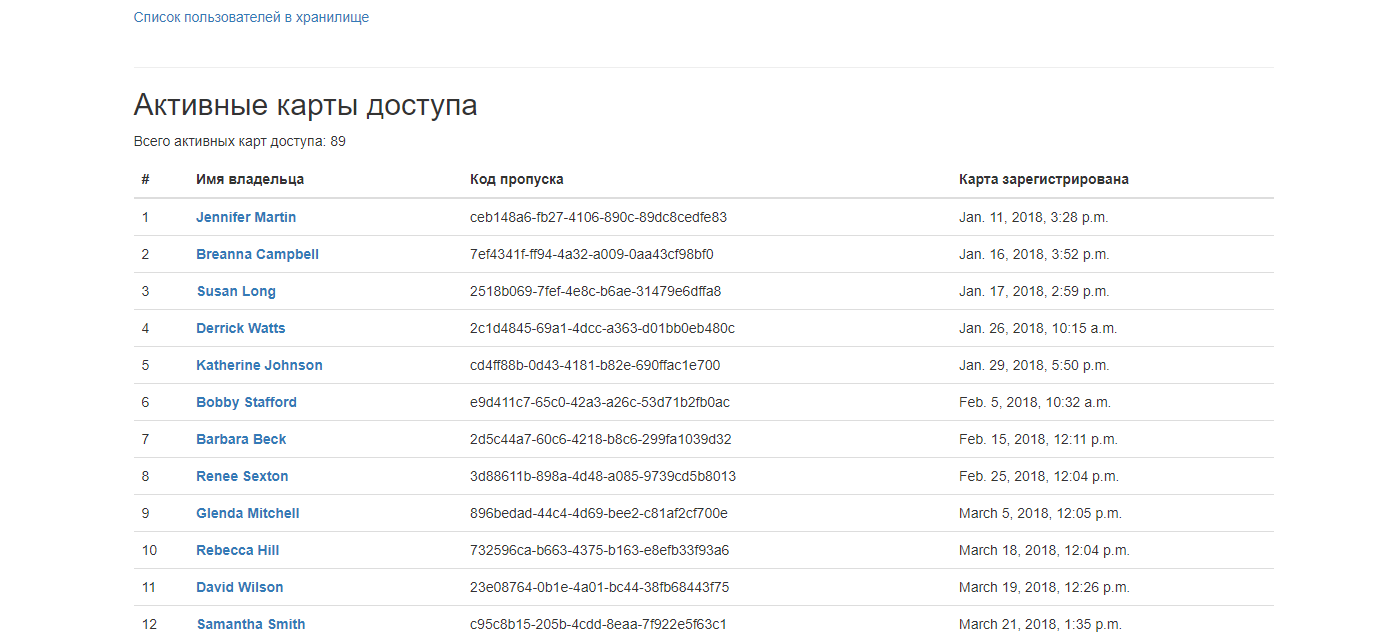 Список пользователей в хранилище
Активные карты доступа
Всего активных карт доступа: 89
# Имя владельца Код пропуска Карта зарегистрирована
1 Jennifer Martin ceb148a6-fb27-4106-890c-89dc8cedfe83 Jan. 11, 2018, 3:28 p.m.
2 Breanna Campbell 7ef4341f-ff94-4a32-a009-0aa43cf98bf0 Jan. 16, 2018, 3:52 p.m.
3 Susan Long 2518b069-7fef-4e8c-b6ae-31479e6dffa8 Jan. 17, 2018, 2:59 p.m.
4 Derrick Watts 2c1d4845-69a1-4dcc-a363-d01bb0eb480c Jan. 26, 2018, 10:15 a.m.
5 Katherine Johnson cd4ff88b-0d43-4181-b82e-690ffac1e700 Jan. 29, 2018, 5:50 p.m.
6 Bobby Stafford e9d411c7-65c0-42a3-a26c-53d71b2fb0ac Feb. 5, 2018, 10:32 a.m.
7 Barbara Beck 2d5c44a7-60c6-4218-b8c6-299fa1039d32 Feb. 15, 2018, 12:11 p.m.
8 Renee Sexton 3d88611b-898a-4d48-a085-9739cd5b8013 Feb. 25, 2018, 12:04 p.m.
9 Glenda Mitchell 896bedad-44c4-4d69-bee2-c81af2cf700e March 5, 2018, 12:05 p.m.
10 Rebecca Hill 732596ca-b663-4375-b163-e8efb33f93a6 March 18, 2018, 12:04 p.m.
11 David Wilson 23e08764-0b1e-4a01-bc44-38fb68443f75 March 19, 2018, 12:26 p.m.
12 Samantha Smith c95c8b15-205b-4cdd-8eaa-7f922e5f63c1 March 21, 2018, 1:35 p.m.